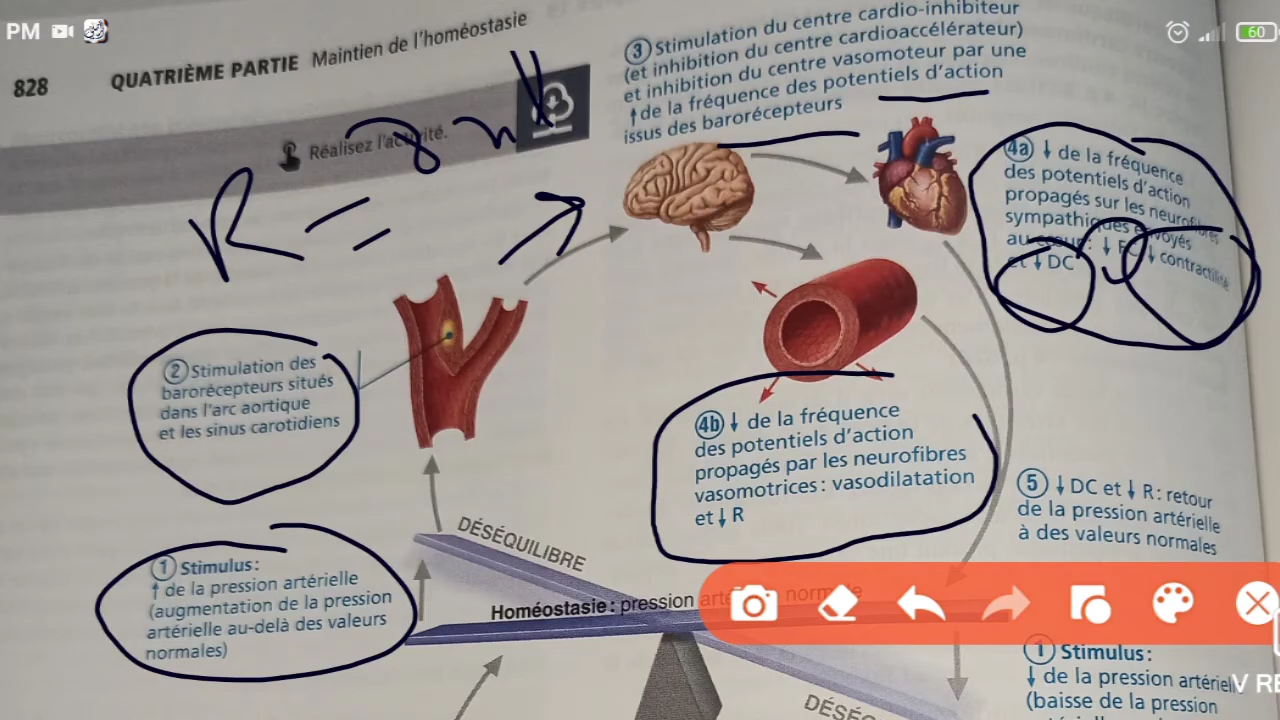 PM
60
828 QUATRIÈME PARTIE Maintien de l'homéostasie
Réalisez l'activité.
R =
3 Stimulation du centre cardio-inhibiteur
(et inhibition du centre cardioaccélérateur)
et inhibition du centre vasomoteur par une
↑ de la fréquence des potentiels d'action
issus des barorécepteurs
4a ↓ de la fréquence
des potentiels d'action
propagés sur les neurofibres
sympathiques envoyés
au cœur: ↓ FC, ↓ contractilité
et ↓ DC
2 Stimulation des
barorécepteurs situés
dans l'arc aortique
et les sinus carotidiens
4b ↓ de la fréquence
des potentiels d'action
propagés par les neurofibres
vasomotrices : vasodilatation
et ↓ R
5 ↓ DC et ↓ R : retour
de la pression artérielle
à des valeurs normales
1 Stimulus :
↑ de la pression artérielle
(augmentation de la pression
artérielle au-delà des valeurs
normales)
DÉSÉQUILIBRE
Homéostasie : pression artérielle normale
1 Stimulus :
↓ de la pression artérielle
(baisse de la pression